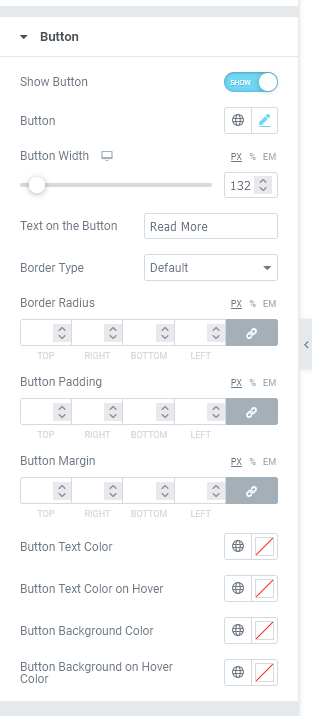 Button
Show Button SHOW
Button
Button Width PX % EM
132
Text on the Button Read More
Border Type Default
Border Radius PX % EM
TOP RIGHT BOTTOM LEFT
Button Padding PX % EM
TOP RIGHT BOTTOM LEFT
Button Margin PX % EM
TOP RIGHT BOTTOM LEFT
Button Text Color
Button Text Color on Hover
Button Background Color
Button Background on Hover
Color